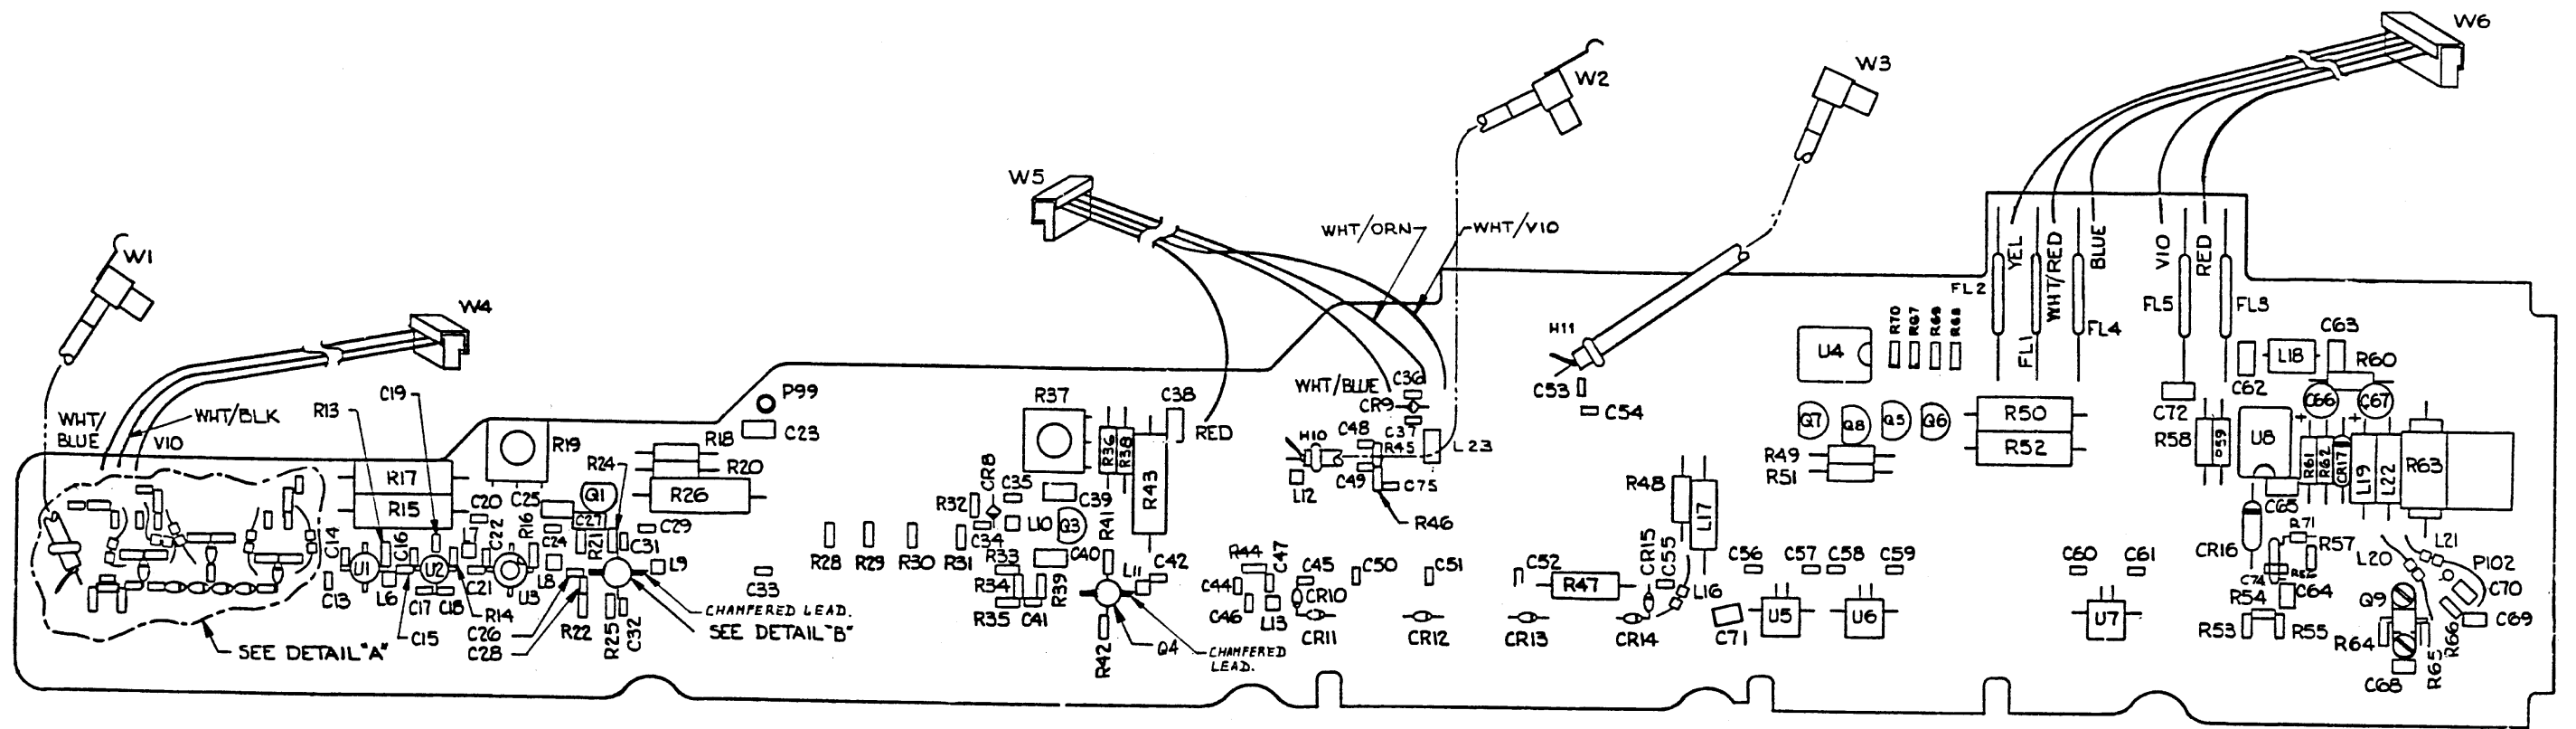 W1
W4
W5
W2
W3
W6
WHT/ORN
WHT/VIO
WHT/
BLUE
WHT/BLK
VIO
R13
C19
P99
C23
R19
R18
R20
R24
R17
R15
R26
C20
C25
Q1
C27
C22
R16
C24
R21
C29
C31
C14
C16
U1
U2
U3
C13
L6
L7
C17
C18
C21
R14
L8
L9
C15
C26
C28
R22
R25
C32
C33
CHAMFERED LEAD.
SEE DETAIL "B"
SEE DETAIL "A"
R28
R29
R30
R31
R32
CR8
C35
C34
L10
Q3
C39
R37
R36
R38
R43
C38
RED
R41
R33
R34
R35
C40
R39
C41
L11
C42
R42
Q4
CHAMFERED
LEAD.
WHT/BLUE
C36
CR9
C37
H10
C48
R45
L23
L12
C49
C75
R46
R44
C47
C44
C46
L13
C45
CR10
CR11
C50
C51
CR12
H11
C53
C54
C52
CR13
R47
CR14
CR15
C55
R48
L17
L16
C56
C57
C58
C59
C71
U5
U6
U4
R70
R67
R69
R68
Q7
Q8
Q5
Q6
R49
R51
R50
R52
FL2
YEL
FL1
WHT/RED
BLUE
FL4
VIO
FL5
RED
FL3
C60
C61
U7
C72
C62
L18
C63
R60
C66
C67
R58
R59
U8
R61
R62
CR17
L19
L22
R63
C65
CR16
R71
R57
C74
R56
C64
R54
R53
R55
L20
L21
P102
C70
C69
Q9
R64
R66
R65
C68